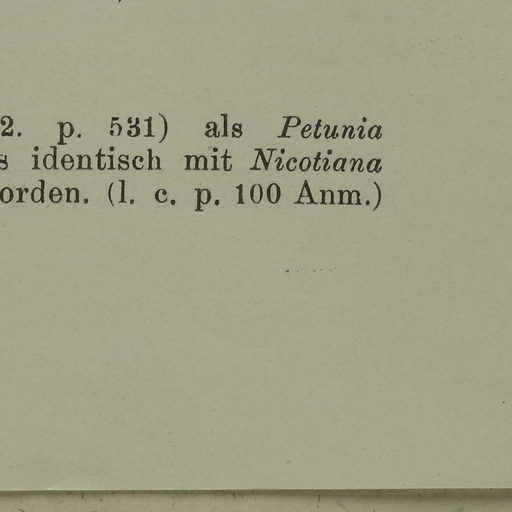 2. p. 531) als Petunia
s identisch mit Nicotiana
orden. (l. c. p. 100 Anm.)